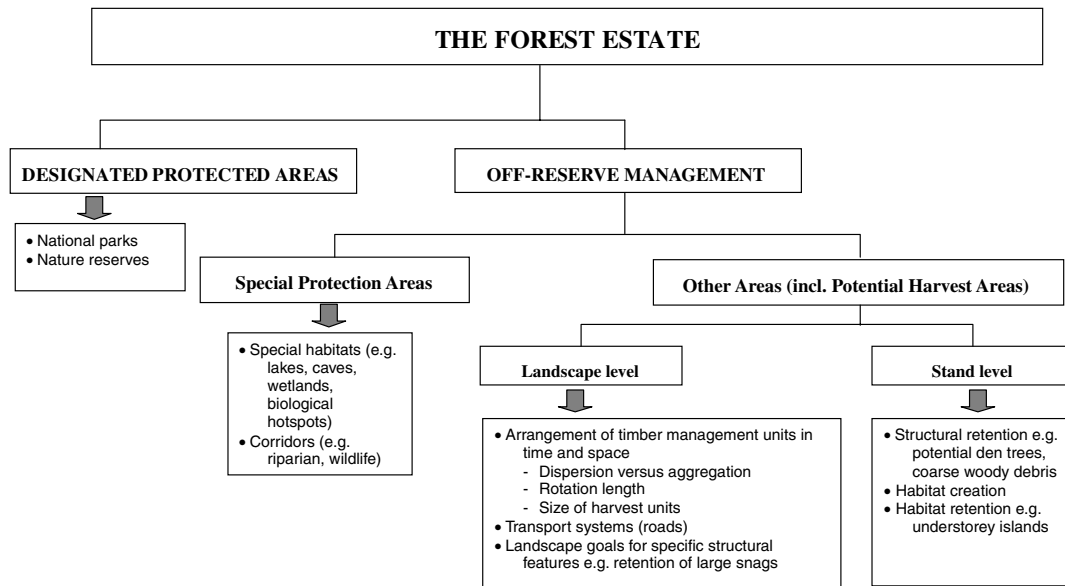 THE FOREST ESTATE
DESIGNATED PROTECTED AREAS
OFF-RESERVE MANAGEMENT
• National parks
• Nature reserves
Special Protection Areas
Other Areas (incl. Potential Harvest Areas)
• Special habitats (e.g.
lakes, caves,
wetlands,
biological
hotspots)
• Corridors (e.g.
riparian, wildlife)
Landscape level
Stand level
• Arrangement of timber management units in
time and space
- Dispersion versus aggregation
- Rotation length
- Size of harvest units
• Transport systems (roads)
• Landscape goals for specific structural
features e.g. retention of large snags
• Structural retention e.g.
potential den trees,
coarse woody debris
• Habitat creation
• Habitat retention e.g.
understorey islands